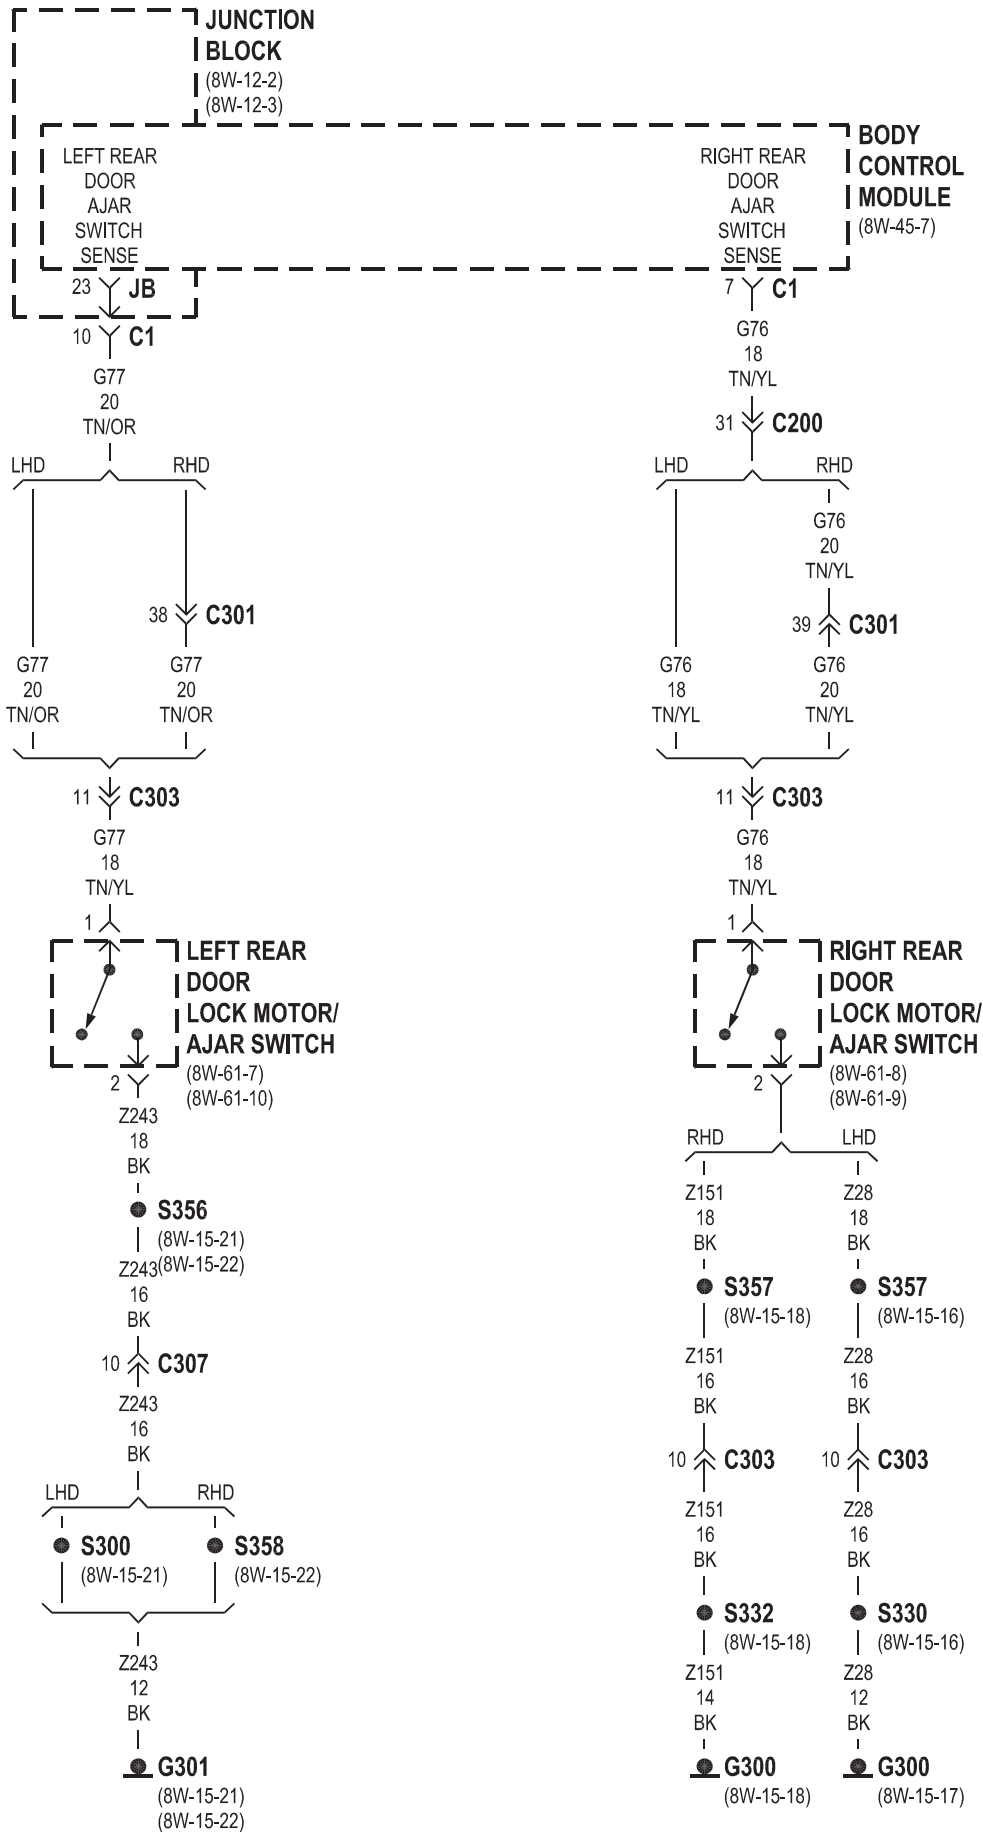 JUNCTION
BLOCK
(8W-12-2)
(8W-12-3)
BODY
CONTROL
MODULE
(8W-45-7)
LEFT REAR
DOOR
AJAR
SWITCH
SENSE
RIGHT REAR
DOOR
AJAR
SWITCH
SENSE
23 JB
10 C1
G77
20
TN/OR
LHD RHD
38 C301
G77 G77
20 20
TN/OR TN/OR
11 C303
G77
18
TN/YL
1
LEFT REAR
DOOR
LOCK MOTOR/
AJAR SWITCH
(8W-61-7)
(8W-61-10)
2
Z243
18
BK
S356
(8W-15-21)
(8W-15-22)
Z243
16
BK
10 C307
Z243
16
BK
LHD RHD
S300 S358
(8W-15-21) (8W-15-22)
Z243
12
BK
G301
(8W-15-21)
(8W-15-22)
7 C1
G76
18
TN/YL
31 C200
LHD RHD
G76
20
TN/YL
39 C301
G76 G76
18 20
TN/YL TN/YL
11 C303
G76
18
TN/YL
1
RIGHT REAR
DOOR
LOCK MOTOR/
AJAR SWITCH
(8W-61-8)
(8W-61-9)
2
RHD LHD
Z151 Z28
18 18
BK BK
S357 S357
(8W-15-18) (8W-15-16)
Z151 Z28
16 16
BK BK
10 C303 10 C303
Z151 Z28
16 16
BK BK
S332 S330
(8W-15-18) (8W-15-16)
Z151 Z28
14 12
BK BK
G300 G300
(8W-15-18) (8W-15-17)